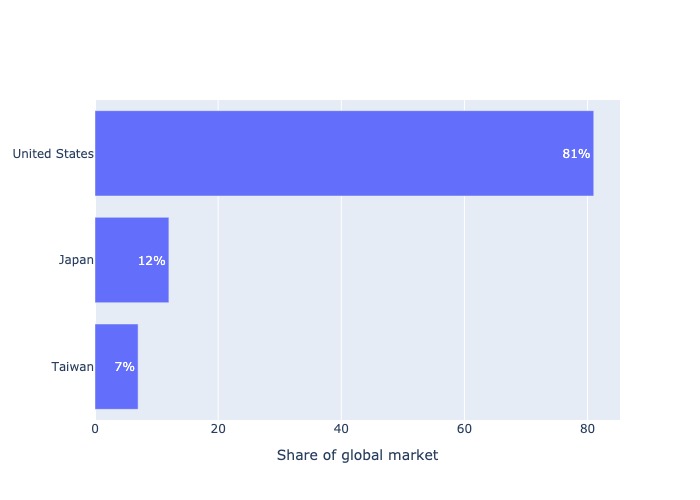 United States
81%
Japan
12%
Taiwan
7%
0 20 40 60 80
Share of global market